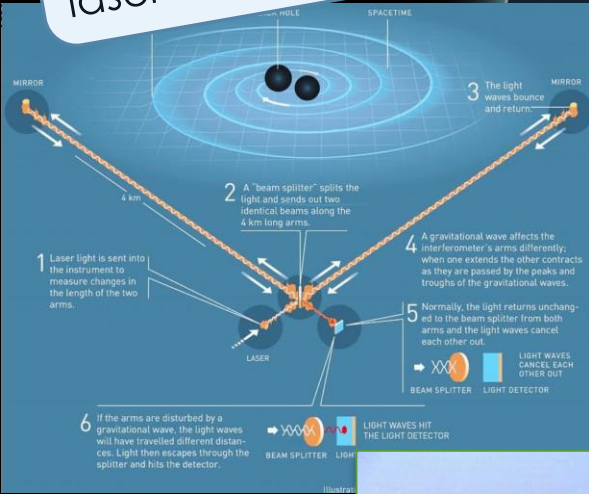 laser
HOLE
SPACETIME
MIRROR
MIRROR
3 The light
waves bounce
and return.
4 km
2 A "beam splitter" splits the
light and sends out two
identical beams along the
4 km long arms.
1 Laser light is sent into
the instrument to
measure changes in
the length of the two
arms.
4 A gravitational wave affects the
interferometer's arms differently;
when one extends the other contracts
as they are passed by the peaks and
troughs of the gravitational waves.
5 Normally, the light returns unchang-
ed to the beam splitter from both
arms and the light waves cancel
each other out.
LASER
LIGHT WAVES
CANCEL EACH
OTHER OUT
BEAM SPLITTER LIGHT DETECTOR
6 If the arms are disturbed by a
gravitational wave, the light waves
will have travelled different distan-
ces. Light then escapes through the
splitter and hits the detector.
LIGHT WAVES HIT
THE LIGHT DETECTOR
BEAM SPLITTER LIGH
Illustrati